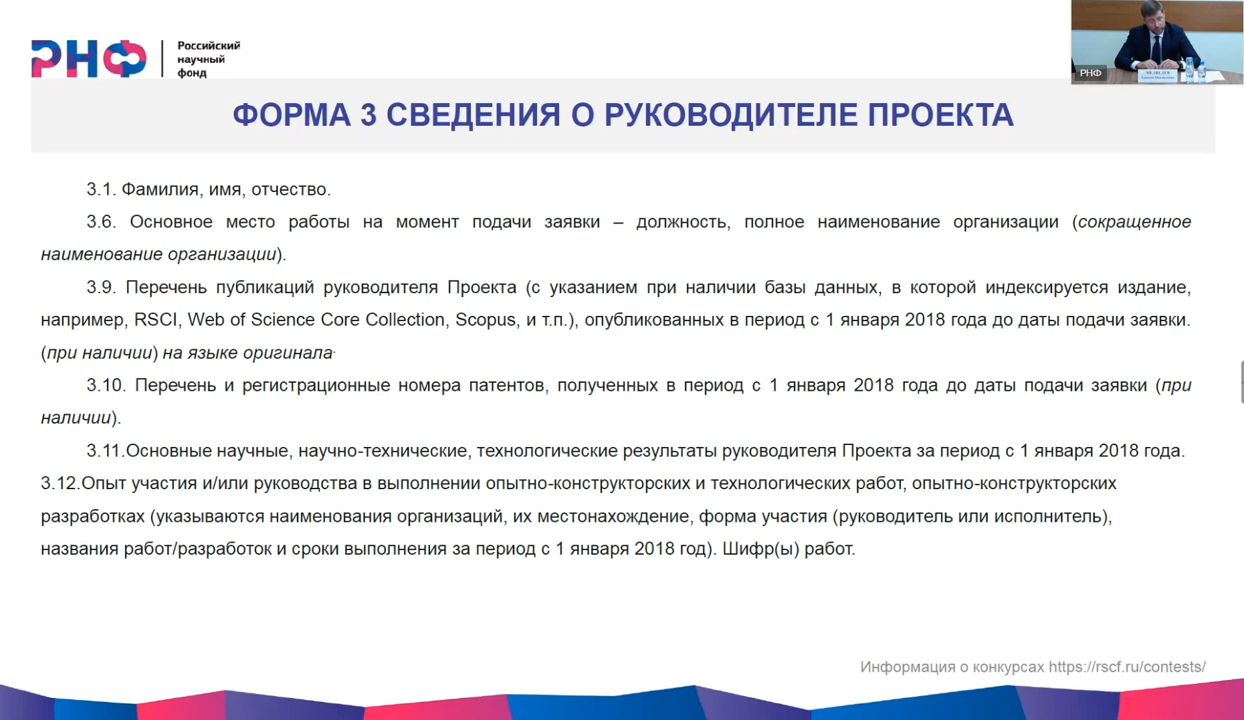 РНФ
Российский
научный
фонд
РНФ
ФОРМА 3 СВЕДЕНИЯ О РУКОВОДИТЕЛЕ ПРОЕКТА
3.1. Фамилия, имя, отчество.
3.6. Основное место работы на момент подачи заявки – должность, полное наименование организации (сокращенное
наименование организации).
3.9. Перечень публикаций руководителя Проекта (с указанием при наличии базы данных, в которой индексируется издание,
например, RSCI, Web of Science Core Collection, Scopus, и т.п.), опубликованных в период с 1 января 2018 года до даты подачи заявки.
(при наличии) на языке оригинала.
3.10. Перечень и регистрационные номера патентов, полученных в период с 1 января 2018 года до даты подачи заявки (при
наличии).
3.11.Основные научные, научно-технические, технологические результаты руководителя Проекта за период с 1 января 2018 года.
3.12.Опыт участия и/или руководства в выполнении опытно-конструкторских и технологических работ, опытно-конструкторских
разработках (указываются наименования организаций, их местонахождение, форма участия (руководитель или исполнитель),
названия работ/разработок и сроки выполнения за период с 1 января 2018 год). Шифр(ы) работ.
Информация о конкурсах https://rscf.ru/contests/